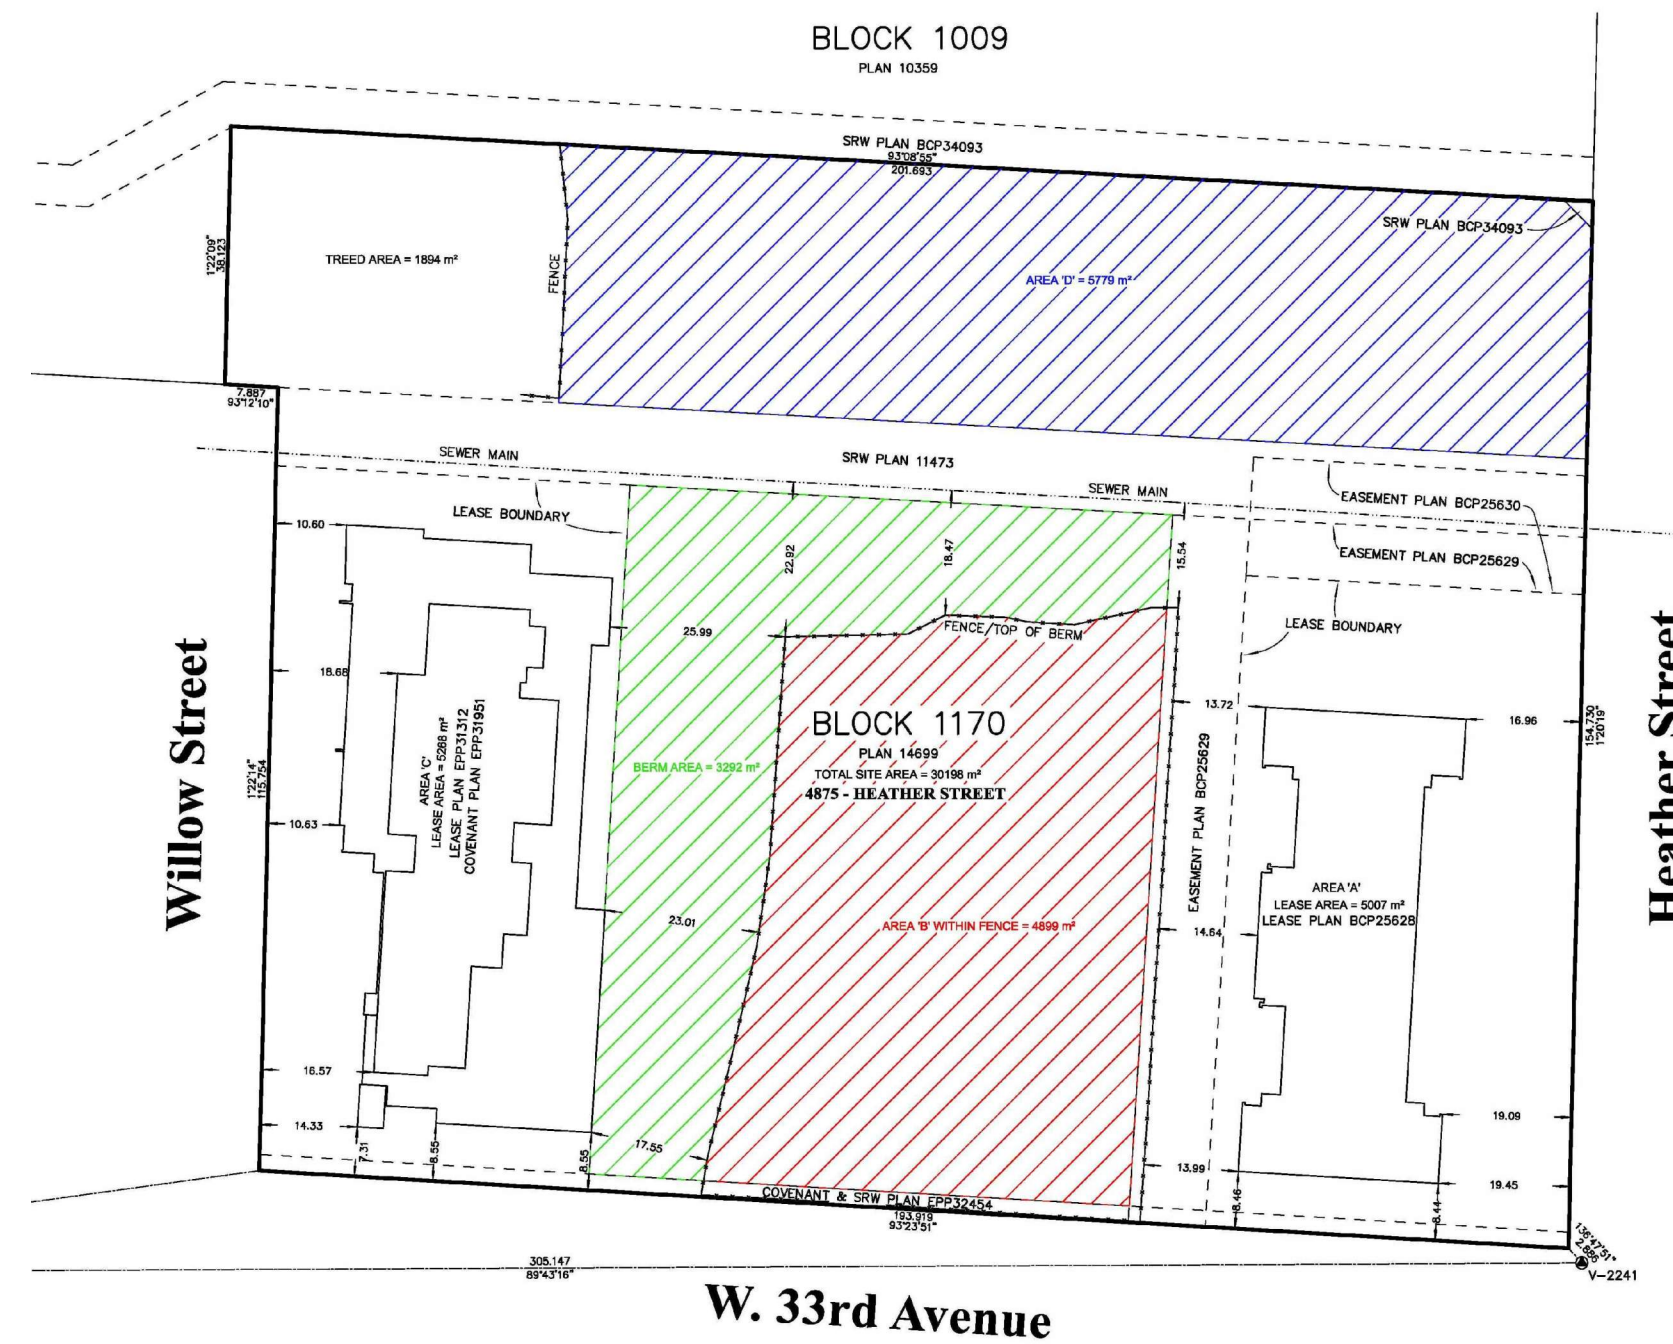 BLOCK 1009
PLAN 10359
SRW PLAN BCP34093
93°08'55"
201.693
SRW PLAN BCP34093
1°22'09"
38.123
TREED AREA = 1894 m²
FENCE
AREA 'D' = 5779 m²
7.887
93°12'10"
SEWER MAIN
SRW PLAN 11473
SEWER MAIN
EASEMENT PLAN BCP25630
LEASE BOUNDARY
10.60
22.92
18.47
15.54
EASEMENT PLAN BCP25629
25.99
FENCE/TOP OF BERM
LEASE BOUNDARY
18.68
13.72
16.96
154.730
1°20'19"
BLOCK 1170
PLAN 14699
TOTAL SITE AREA = 30198 m²
4875 - HEATHER STREET
BERM AREA = 3292 m²
Willow Street
Heather Street
1°22'14"
115.754
AREA 'C'
LEASE AREA = 5268 m²
LEASE PLAN EPP31312
COVENANT PLAN EPP31951
EASEMENT PLAN BCP25629
10.63
23.01
AREA 'B' WITHIN FENCE = 4899 m²
14.64
AREA 'A'
LEASE AREA = 5007 m²
LEASE PLAN BCP25628
16.57
14.33
7.31
8.55
8.55
17.55
13.99
19.09
19.45
8.46
8.44
COVENANT & SRW PLAN EPP32454
193.919
93°23'51"
136°47'51"
2.886
V-2241
305.147
89°43'16"
W. 33rd Avenue